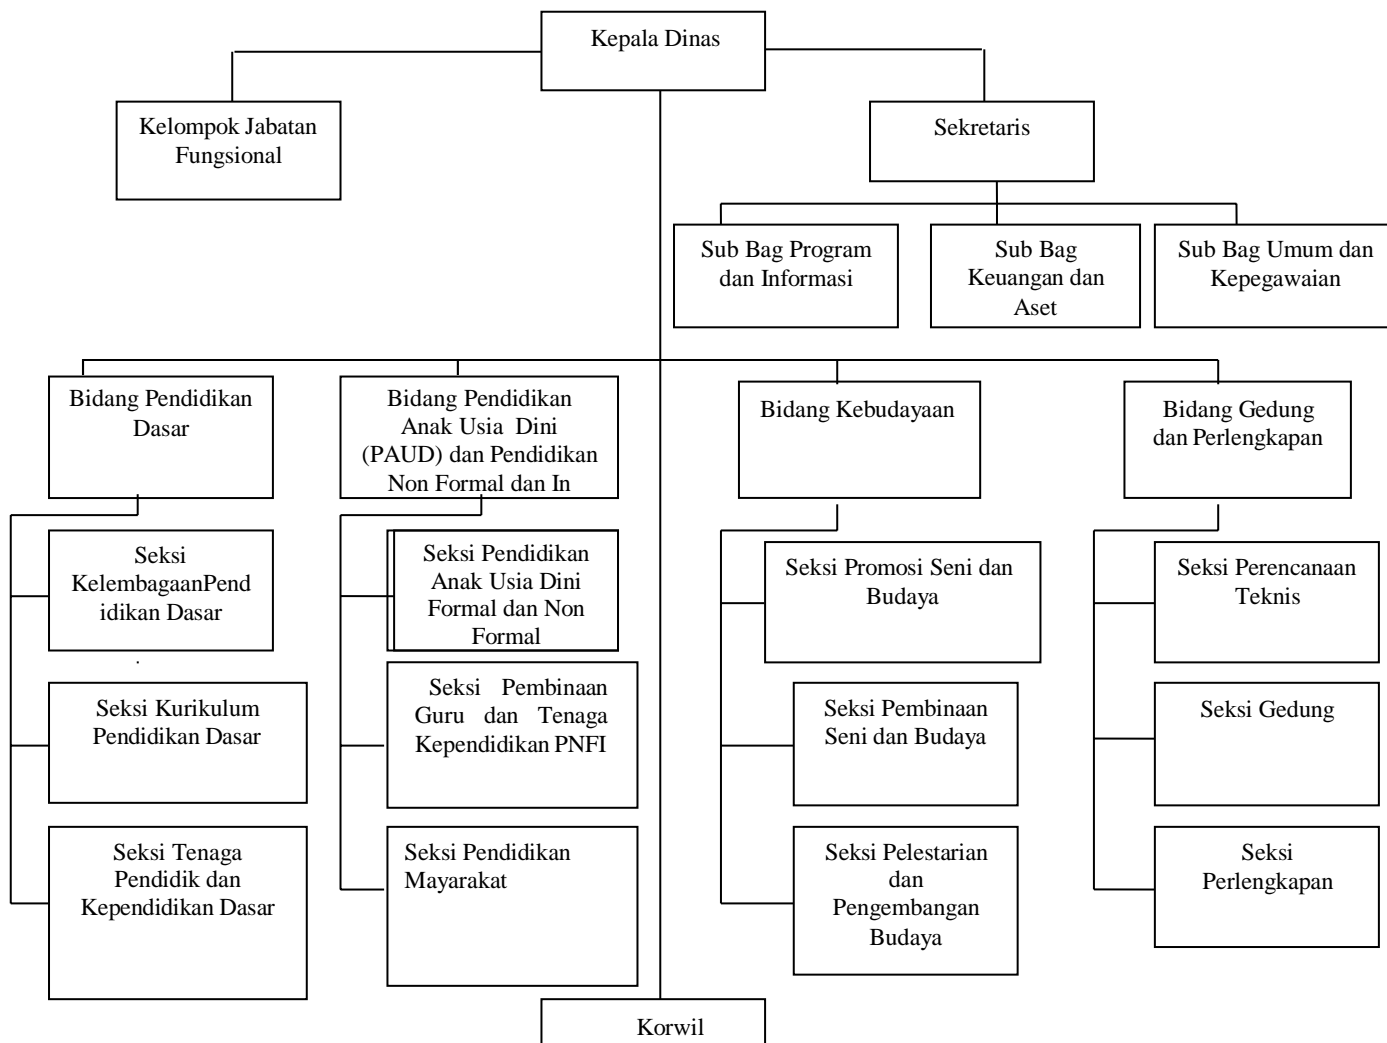 Kepala Dinas
Kelompok Jabatan
Fungsional
Sekretaris
Sub Bag Program
dan Informasi
Sub Bag
Keuangan dan
Aset
Sub Bag Umum dan
Kepegawaian
Bidang Pendidikan
Dasar
Bidang Pendidikan
Anak Usia Dini
(PAUD) dan Pendidikan
Non Formal dan In
Bidang Kebudayaan
Bidang Gedung
dan Perlengkapan
Seksi
KelembagaanPend
idikan Dasar
.
Seksi Kurikulum
Pendidikan Dasar
Seksi Tenaga
Pendidik dan
Kependidikan Dasar
Seksi Pendidikan
Anak Usia Dini
Formal dan Non
Formal
Seksi Pembinaan
Guru dan Tenaga
Kependidikan PNFI
Seksi Pendidikan
Mayarakat
Seksi Promosi Seni dan
Budaya
Seksi Pembinaan
Seni dan Budaya
Seksi Pelestarian
dan
Pengembangan
Budaya
Seksi Perencanaan
Teknis
Seksi Gedung
Seksi
Perlengkapan
Korwil